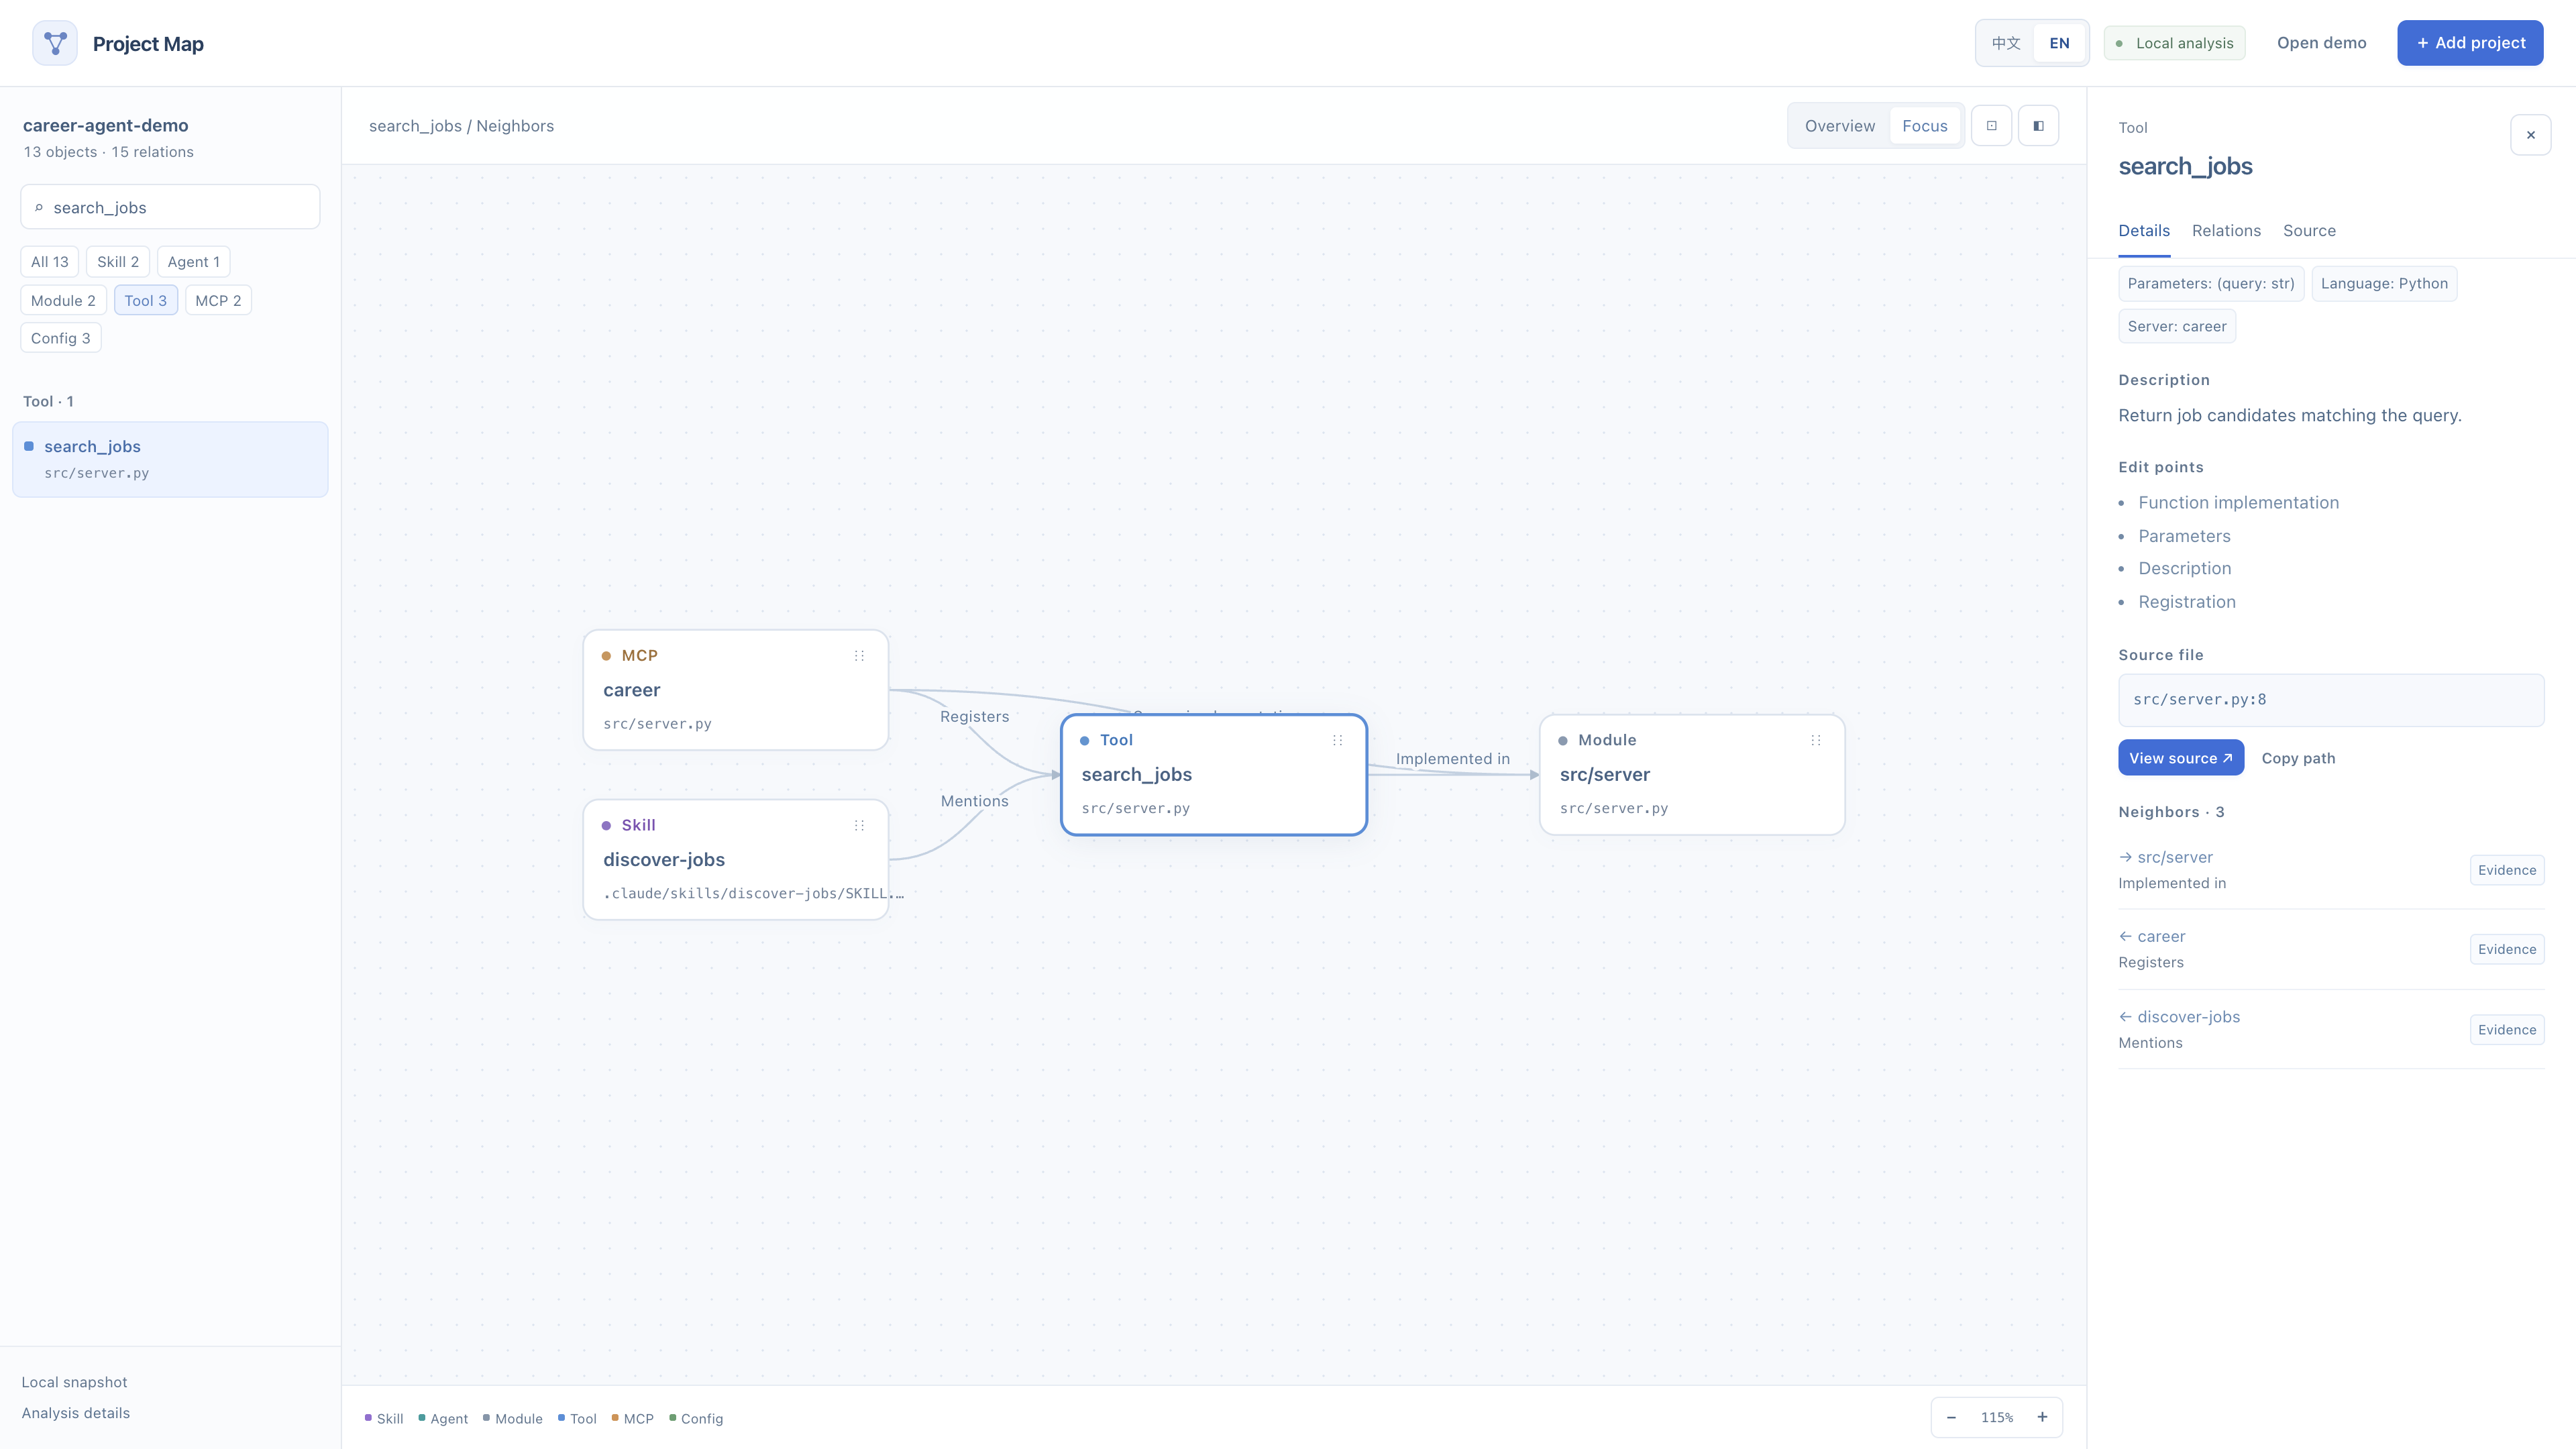 Project Map
中文 EN
Local analysis
Open demo
+ Add project
career-agent-demo
13 objects · 15 relations
search_jobs
All 13
Skill 2
Agent 1
Module 2
Tool 3
MCP 2
Config 3
Tool · 1
search_jobs
src/server.py
Local snapshot
Analysis details
search_jobs / Neighbors
Overview
Focus
MCP
career
src/server.py
Registers
Skill
discover-jobs
.claude/skills/discover-jobs/SKILL.…
Mentions
Tool
search_jobs
src/server.py
Implemented in
Module
src/server
src/server.py
Skill
Agent
Module
Tool
MCP
Config
− 115% +
Tool
×
search_jobs
Details
Relations
Source
Parameters: (query: str)
Language: Python
Server: career
Description
Return job candidates matching the query.
Edit points
• Function implementation
• Parameters
• Description
• Registration
Source file
src/server.py:8
View source ↗
Copy path
Neighbors · 3
→ src/server
Implemented in
Evidence
← career
Registers
Evidence
← discover-jobs
Mentions
Evidence